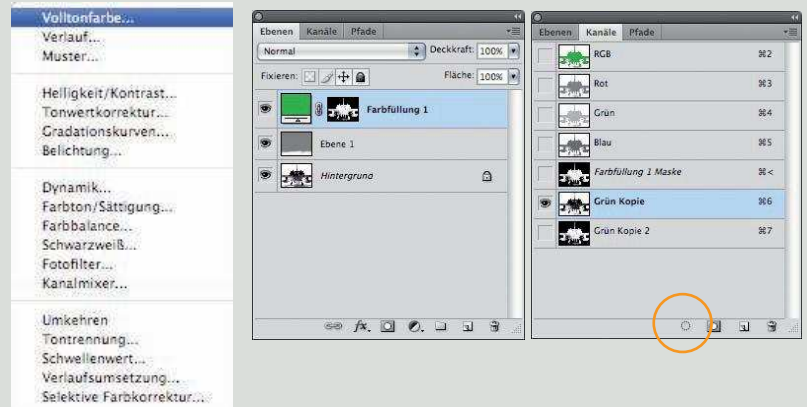 Volltonfarbe...
Verlauf...
Muster...
Helligkeit/Kontrast...
Tonwertkorrektur...
Gradationskurven...
Belichtung...
Dynamik...
Farbton/Sättigung...
Farbbalance...
Schwarzweiß...
Fotofilter...
Kanalmixer...
Umkehren
Tontrennung...
Schwellenwert...
Verlaufsumsetzung...
Selektive Farbkorrektur...
Ebenen Kanäle Pfade
Normal Deckkraft: 100%
Fixieren: Fläche: 100%
Farbfüllung 1
Ebene 1
Hintergrund
fx.
Ebenen Kanäle Pfade
RGB ⌘2
Rot ⌘3
Grün ⌘4
Blau ⌘5
Farbfüllung 1 Maske ⌘<
Grün Kopie ⌘6
Grün Kopie 2 ⌘7